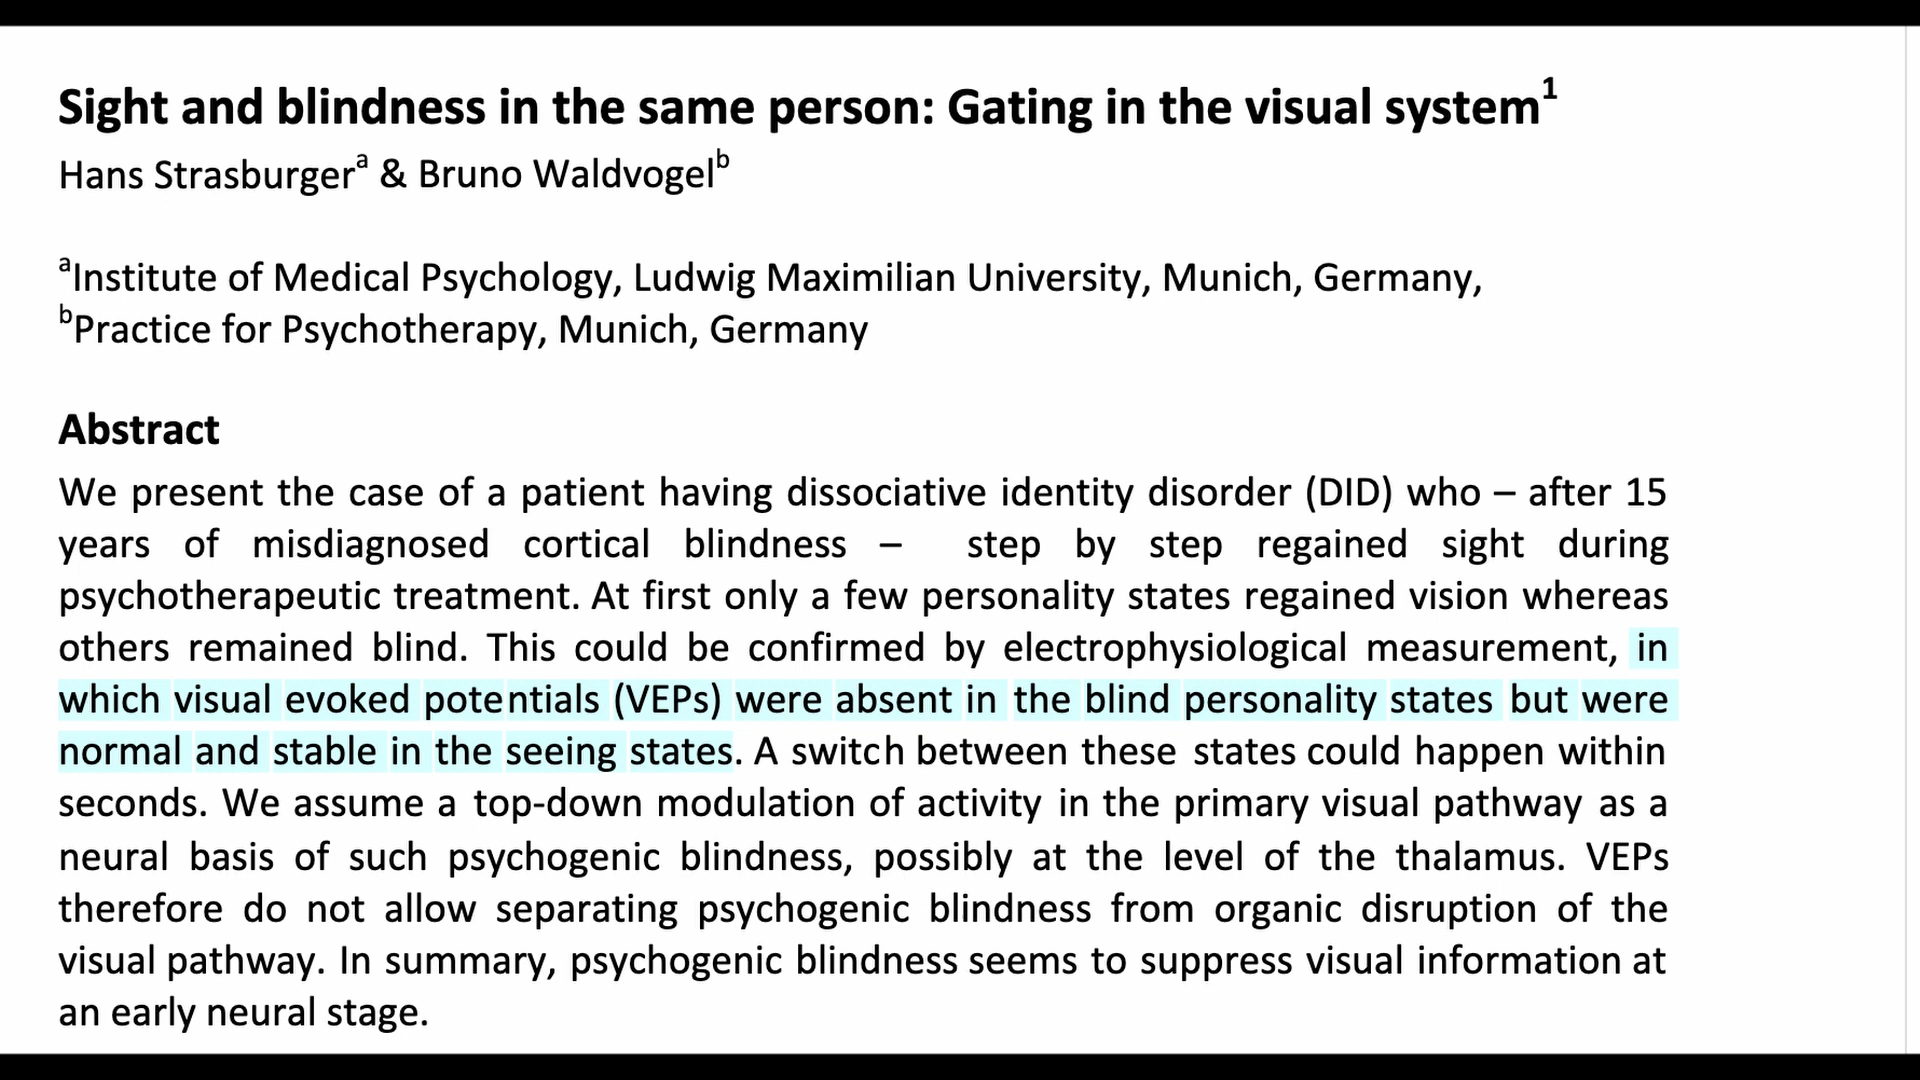 Sight and blindness in the same person: Gating in the visual system1
Hans Strasburgera & Bruno Waldvogelb
aInstitute of Medical Psychology, Ludwig Maximilian University, Munich, Germany,
bPractice for Psychotherapy, Munich, Germany
Abstract
We present the case of a patient having dissociative identity disorder (DID) who – after 15
years of misdiagnosed cortical blindness – step by step regained sight during
psychotherapeutic treatment. At first only a few personality states regained vision whereas
others remained blind. This could be confirmed by electrophysiological measurement, in
which visual evoked potentials (VEPs) were absent in the blind personality states but were
normal and stable in the seeing states. A switch between these states could happen within
seconds. We assume a top-down modulation of activity in the primary visual pathway as a
neural basis of such psychogenic blindness, possibly at the level of the thalamus. VEPs
therefore do not allow separating psychogenic blindness from organic disruption of the
visual pathway. In summary, psychogenic blindness seems to suppress visual information at
an early neural stage.